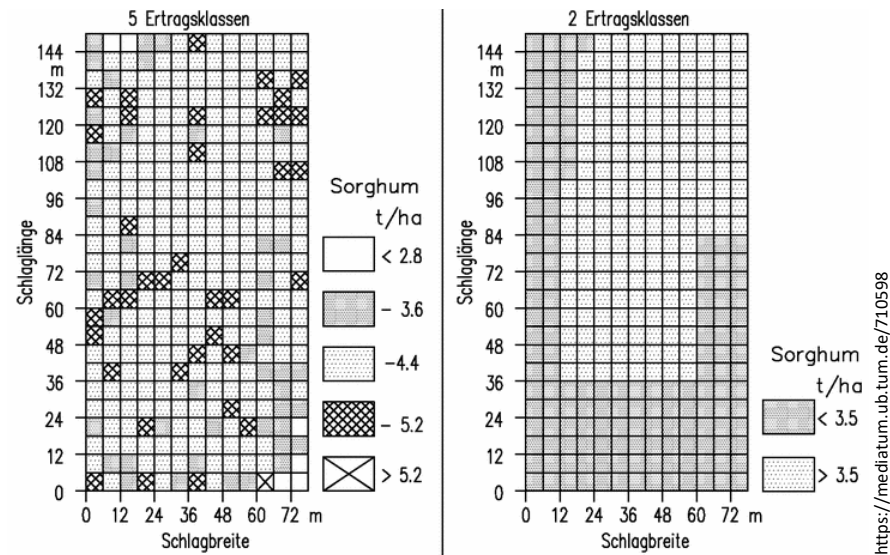 5 Ertragsklassen
144
m
132
120
108
96
84
72
60
48
36
24
12
0
Schlaglänge
0 12 24 36 48 60 72 m
Schlagbreite
Sorghum
t/ha
< 2.8
- 3.6
-4.4
- 5.2
> 5.2
2 Ertragsklassen
144
m
132
120
108
96
84
72
60
48
36
24
12
0
Schlaglänge
0 12 24 36 48 60 72 m
Schlagbreite
Sorghum
t/ha
< 3.5
> 3.5
https://mediatum.ub.tum.de/710598